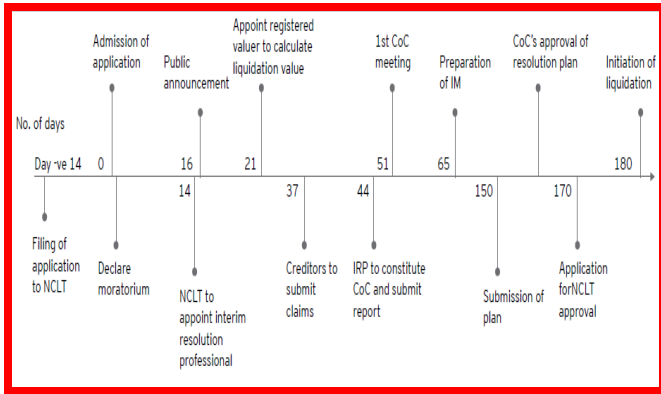 Appoint registered
valuer to calculate
liquidation value
Admission of
application
Public
announcement
1st CoC
meeting
Preparation
of IM
CoC's approval of
resolution plan
Initiation of
liquidation
No. of days
Day -ve 14 0 16 21 51 65 180
14 37 44 150 170
Filing of
application
to NCLT
Declare
moratorium
NCLT to
appoint interim
resolution
professional
Creditors to
submit
claims
IRP to constitute
CoC and submit
report
Submission of
plan
Application
forNCLT
approval